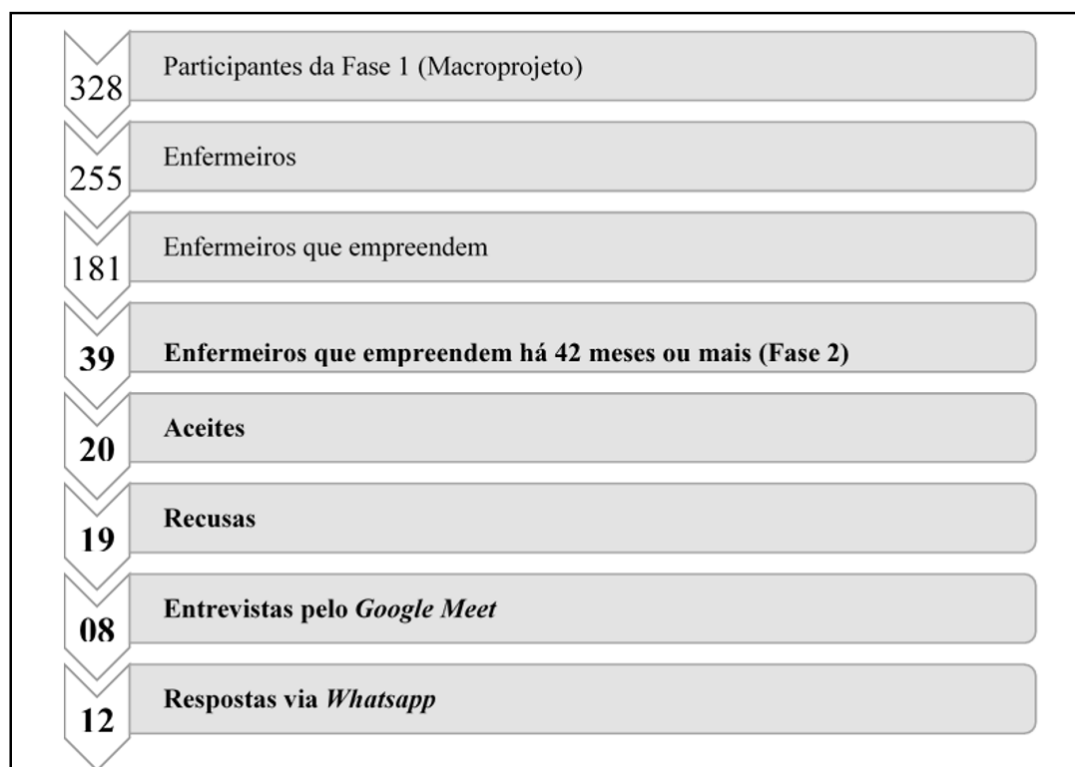 328 Participantes da Fase 1 (Macroprojeto)
255 Enfermeiros
181 Enfermeiros que empreendem
39 Enfermeiros que empreendem há 42 meses ou mais (Fase 2)
20 Aceites
19 Recusas
08 Entrevistas pelo Google Meet
12 Respostas via Whatsapp